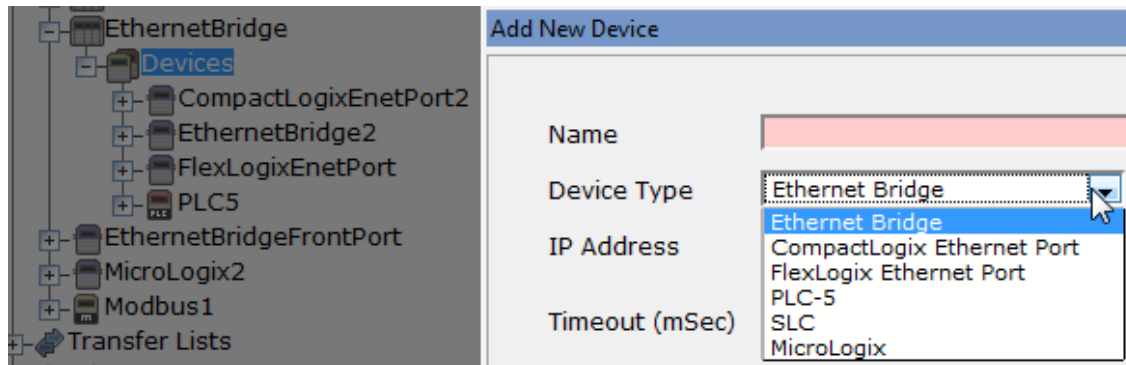 EthernetBridge
Devices
CompactLogixEnetPort2
EthernetBridge2
FlexLogixEnetPort
PLC5
EthernetBridgeFrontPort
MicroLogix2
Modbus1
Transfer Lists
Add New Device
Name
Device Type
Ethernet Bridge
Ethernet Bridge
CompactLogix Ethernet Port
FlexLogix Ethernet Port
PLC-5
SLC
MicroLogix
IP Address
Timeout (mSec)